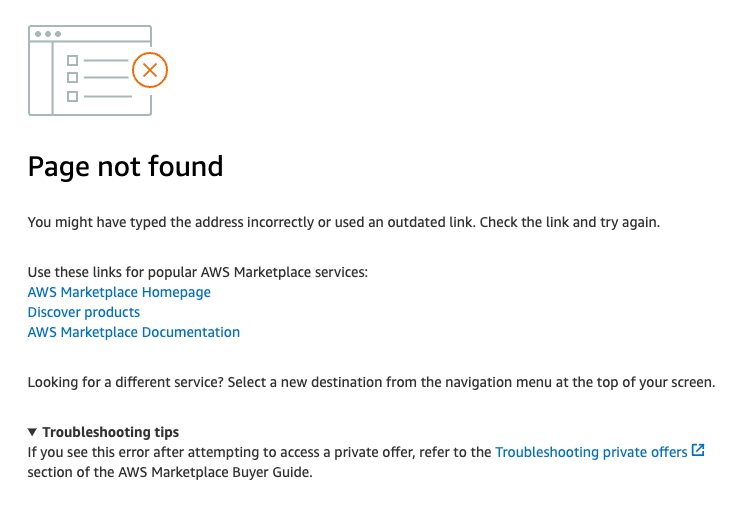 Page not found
You might have typed the address incorrectly or used an outdated link. Check the link and try again.
Use these links for popular AWS Marketplace services:
AWS Marketplace Homepage
Discover products
AWS Marketplace Documentation
Looking for a different service? Select a new destination from the navigation menu at the top of your screen.
▼ Troubleshooting tips
If you see this error after attempting to access a private offer, refer to the Troubleshooting private offers
section of the AWS Marketplace Buyer Guide.